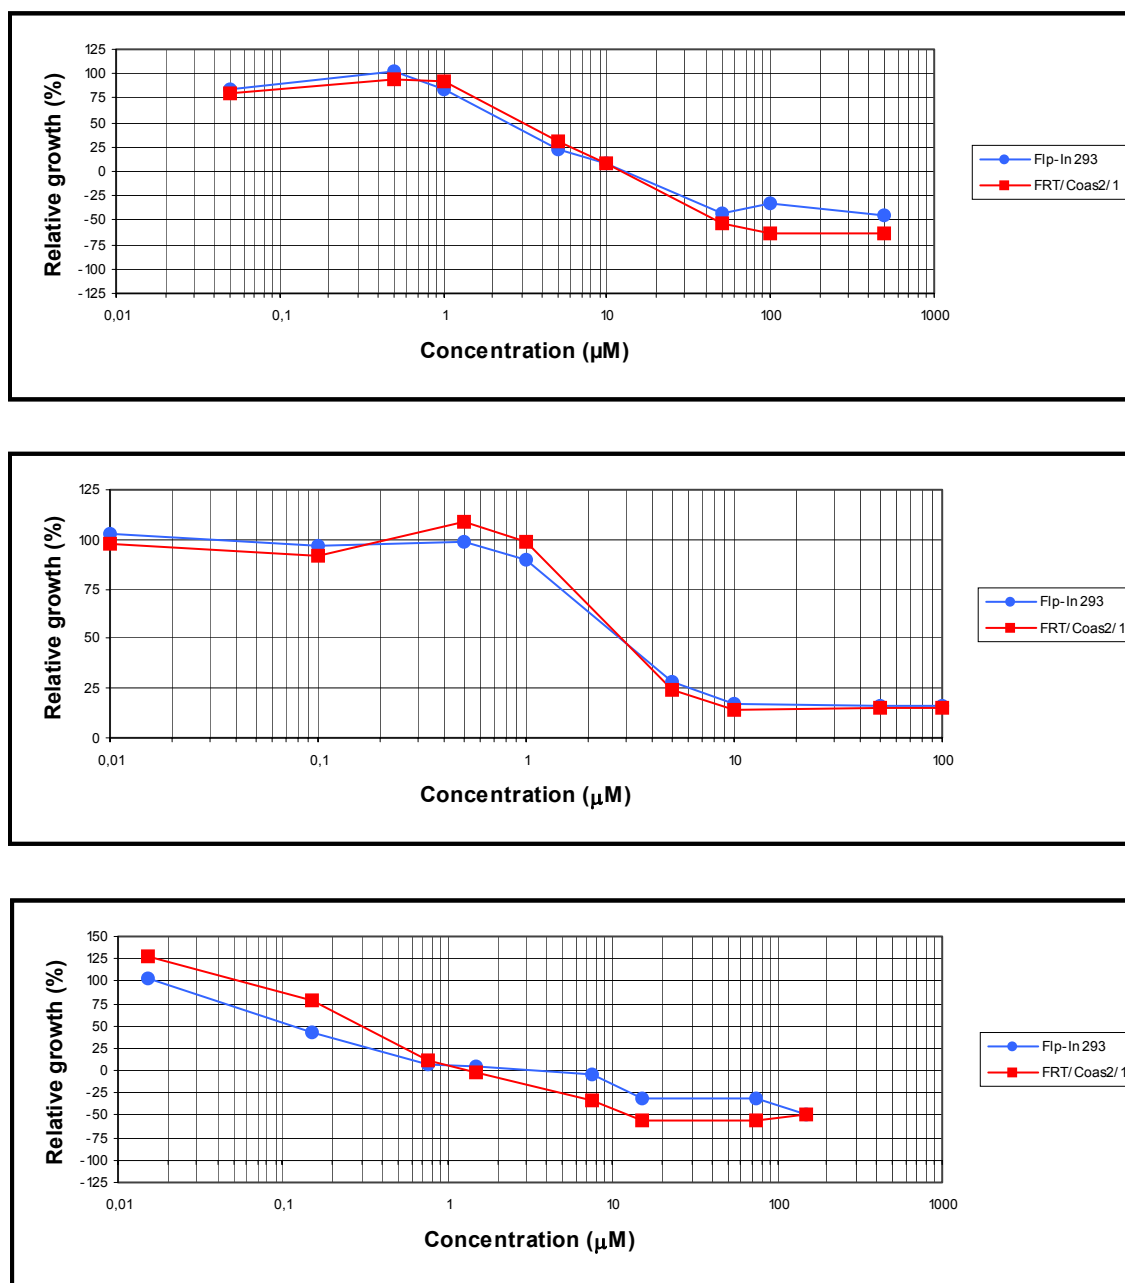 125
100
75
50
25
0
-25
-50
-75
-100
-125
Relative growth (%)
0,01 0,1 1 10 100 1000
Concentration (µM)
Flp-In 293
FRT/Coas2/1
125
100
75
50
25
0
Relative growth (%)
0,01 0,1 1 10 100
Concentration (µM)
Flp-In 293
FRT/Coas2/1
150
125
100
75
50
25
0
-25
-50
-75
-100
-125
Relative growth (%)
0,01 0,1 1 10 100 1000
Concentration (µM)
Flp-In 293
FRT/Coas2/1